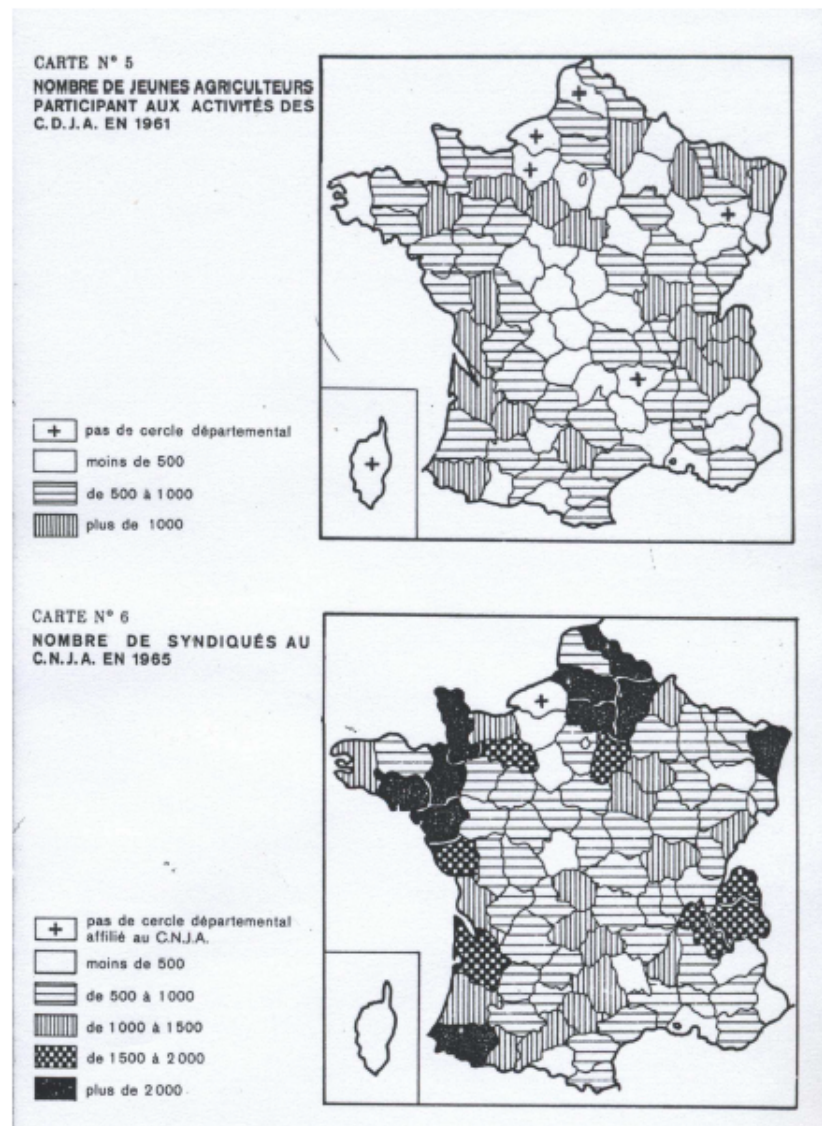 CARTE N° 5
NOMBRE DE JEUNES AGRICULTEURS
PARTICIPANT AUX ACTIVITÉS DES
C.D.J.A. EN 1961
+ pas de cercle départemental
moins de 500
de 500 à 1000
plus de 1000
CARTE N° 6
NOMBRE DE SYNDIQUÉS AU
C.N.J.A. EN 1965
+ pas de cercle départemental
affilié au C.N.J.A.
moins de 500
de 500 à 1000
de 1000 à 1500
de 1500 à 2000
plus de 2000